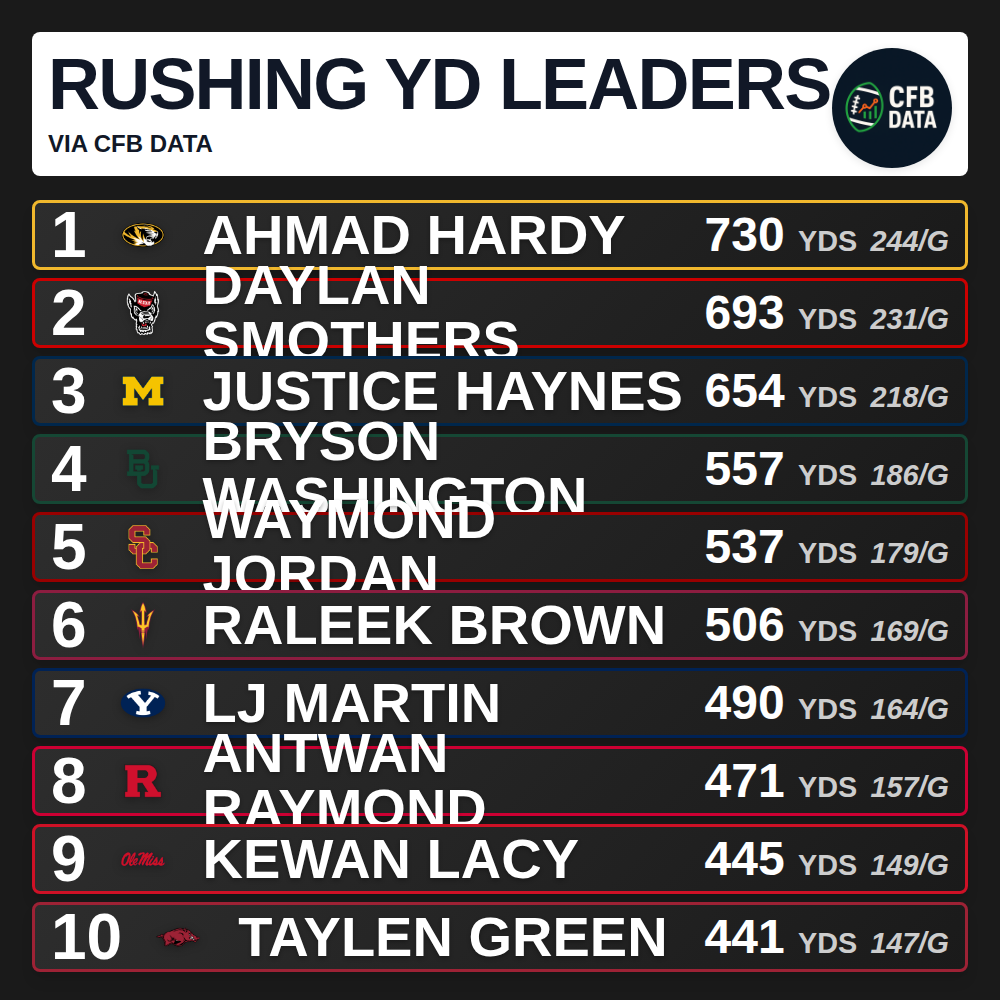 RUSHING YD LEADERS
VIA CFB DATA
CFB
DATA
1 AHMAD HARDY 730 YDS 244/G
2 DAYLAN
SMOTHERS 693 YDS 231/G
3 JUSTICE HAYNES 654 YDS 218/G
4 BRYSON
WASHINGTON 557 YDS 186/G
5 WAYMOND
JORDAN 537 YDS 179/G
6 RALEEK BROWN 506 YDS 169/G
7 Y LJ MARTIN 490 YDS 164/G
8 R ANTWAN
RAYMOND 471 YDS 157/G
9 Ole Miss KEWAN LACY 445 YDS 149/G
10 TAYLEN GREEN 441 YDS 147/G